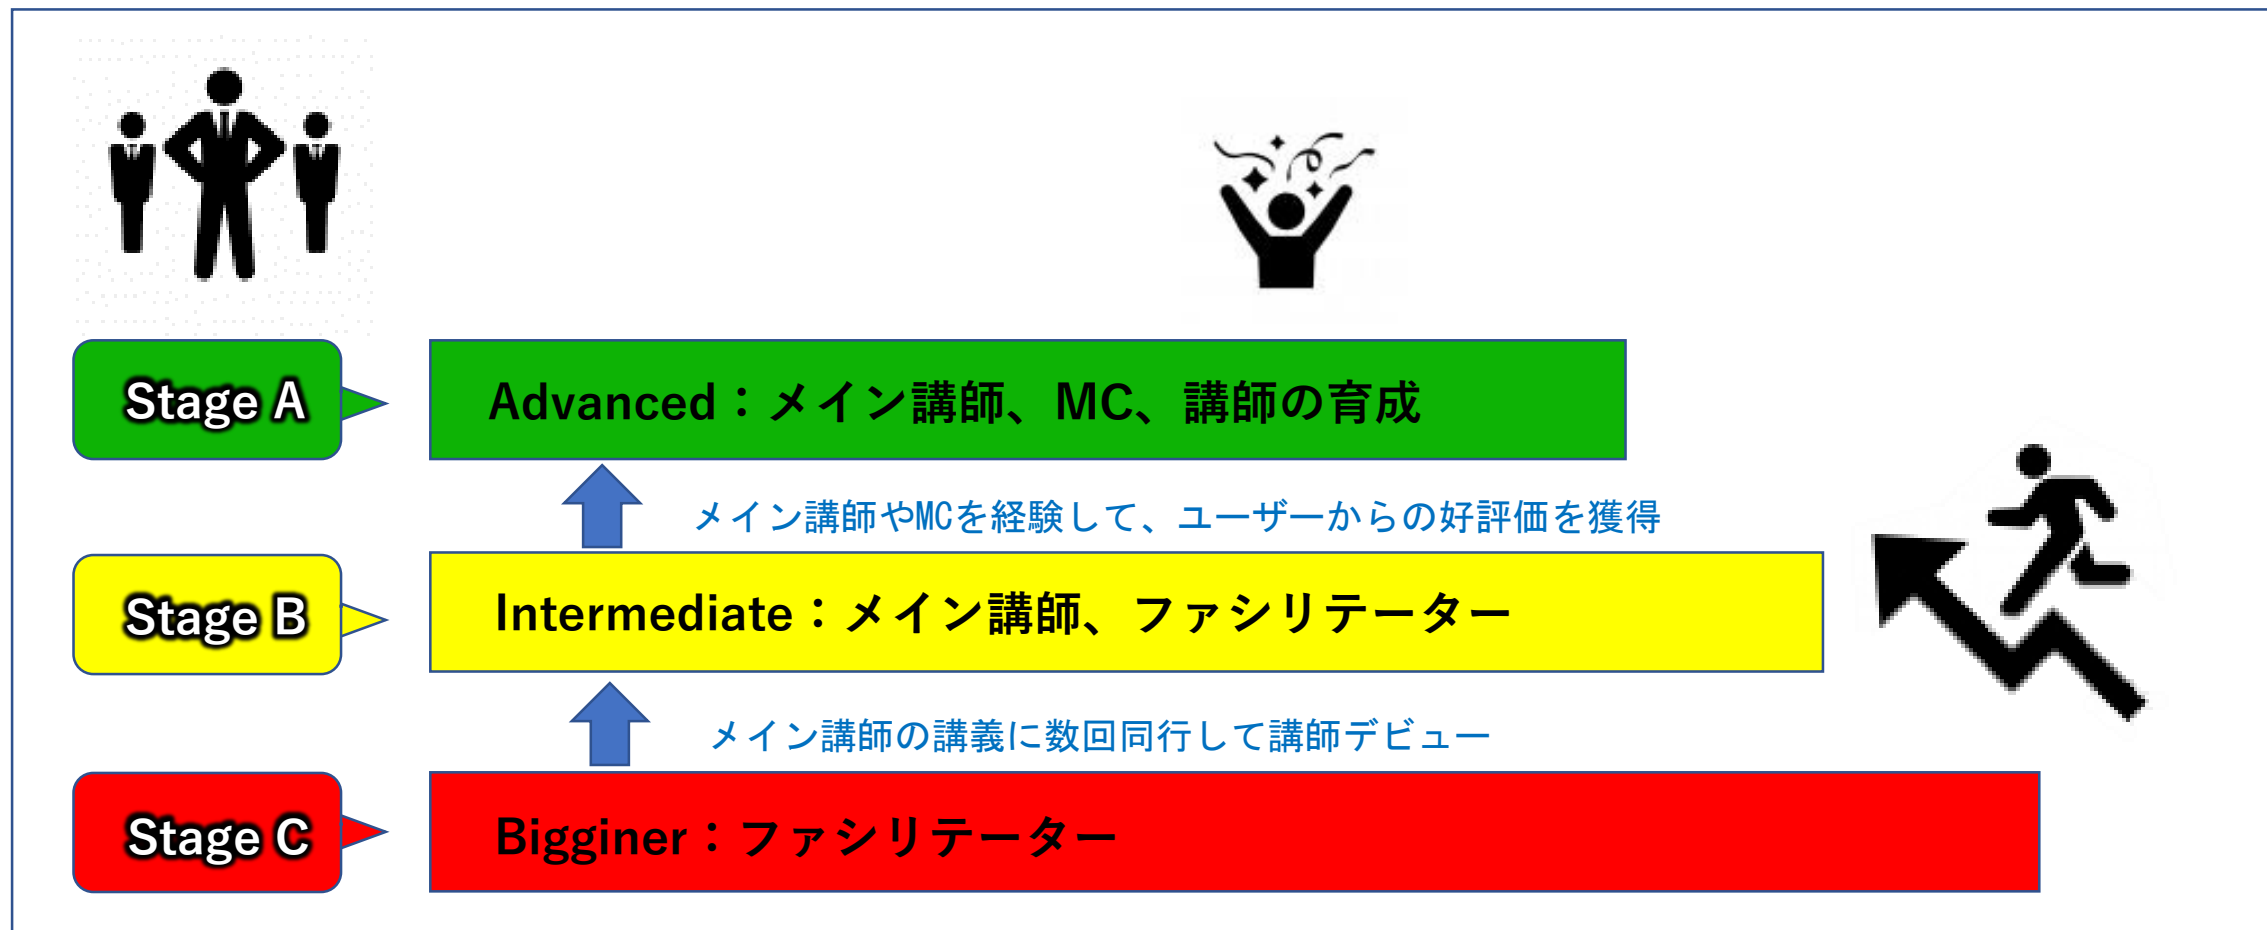 Stage A
Advanced：メイン講師、MC、講師の育成
メイン講師やMCを経験して、ユーザーからの好評価を獲得
Stage B
Intermediate：メイン講師、ファシリテーター
メイン講師の講義に数回同行して講師デビュー
Stage C
Bigginer：ファシリテーター